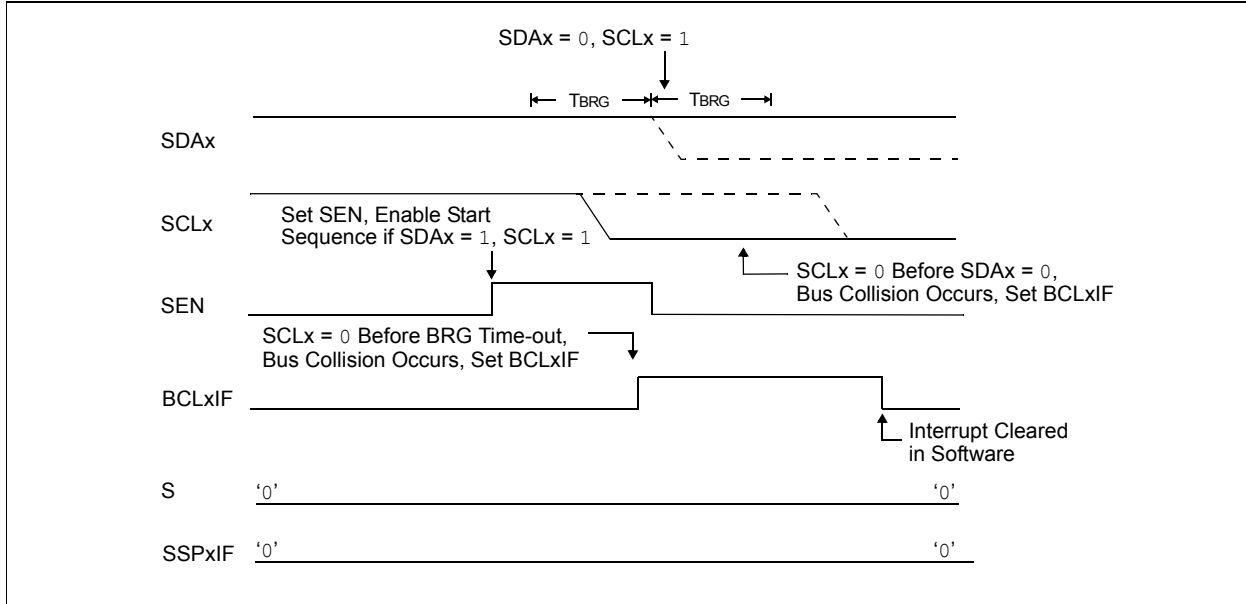 SDAx = 0, SCLx = 1
TBRG TBRG
SDAx
SCLx
Set SEN, Enable Start
Sequence if SDAx = 1, SCLx = 1
SCLx = 0 Before SDAx = 0,
Bus Collision Occurs, Set BCLxIF
SEN
SCLx = 0 Before BRG Time-out,
Bus Collision Occurs, Set BCLxIF
BCLxIF
Interrupt Cleared
in Software
S ‘0’ ‘0’
SSPxIF ‘0’ ‘0’